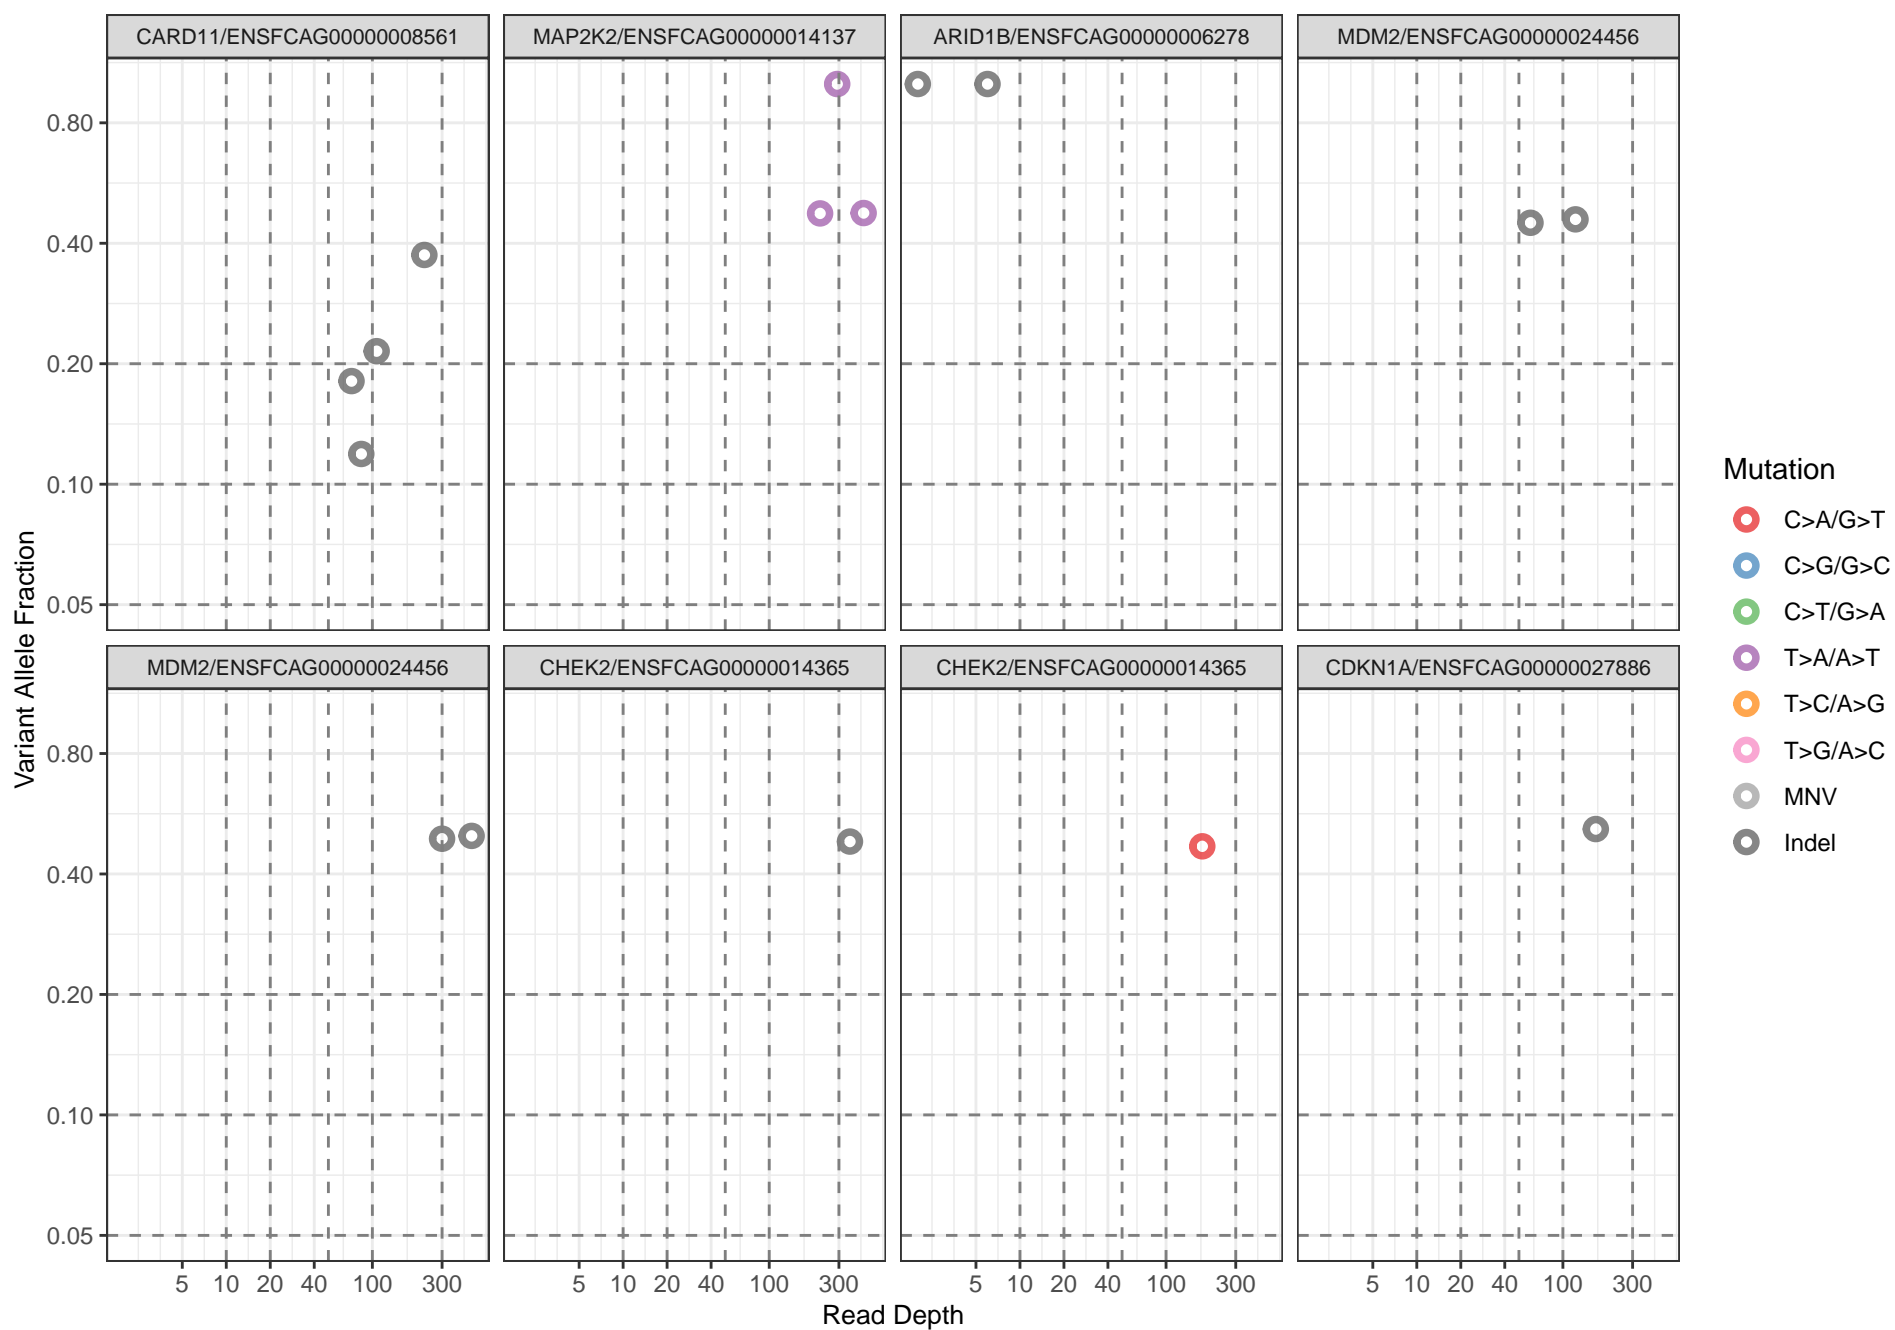 CARD11/ENSFCAG00000008561
MAP2K2/ENSFCAG00000014137
ARID1B/ENSFCAG00000006278
MDM2/ENSFCAG00000024456
0.80
0.40
0.20
0.10
0.05
MDM2/ENSFCAG00000024456
CHEK2/ENSFCAG00000014365
CHEK2/ENSFCAG00000014365
CDKN1A/ENSFCAG00000027886
0.80
0.40
0.20
0.10
0.05
5 10 20 40 100 300
5 10 20 40 100 300
5 10 20 40 100 300
5 10 20 40 100 300
Read Depth
Variant Allele Fraction
Mutation
C>A/G>T
C>G/G>C
C>T/G>A
T>A/A>T
T>C/A>G
T>G/A>C
MNV
Indel